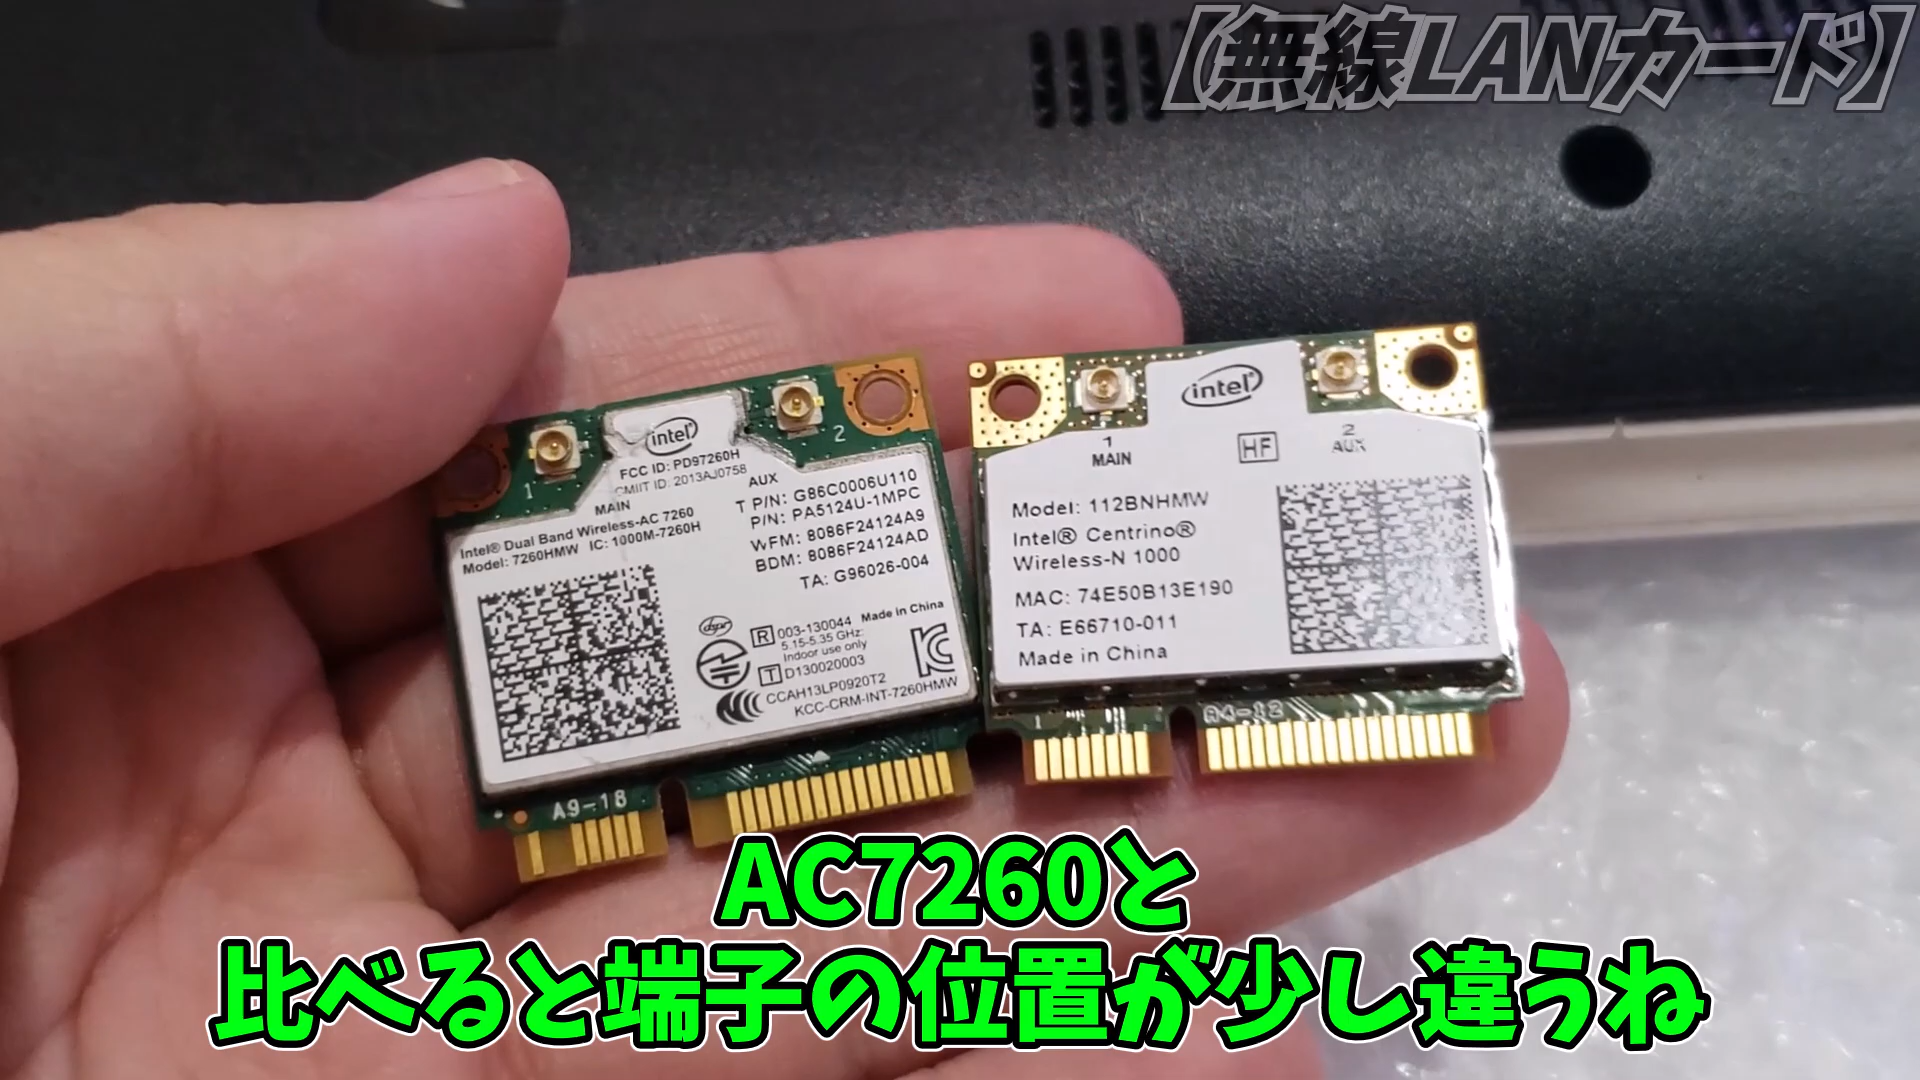 【無線LANカード】
intel
FCC ID: PD97260H
CMIIT ID: 2013AJ0758
1
2
MAIN
AUX
Intel® Dual Band Wireless-AC 7260
Model: 7260HMW IC: 1000M-7260H
T P/N: G86C0006U110
P/N: PA5124U-1MPC
WFM: 8086F24124A9
BDM: 8086F24124AD
TA: G96026-004
R 003-130044 Made in China
5.15-5.35 GHz:
Indoor use only
T D130020003
CCAH13LP0920T2
KCC-CRM-INT-7260HMW
A9-18
intel
1
MAIN
HF
2
AUX
Model: 112BNHMW
Intel® Centrino®
Wireless-N 1000
MAC: 74E50B13E190
TA: E66710-011
Made in China
1
A4-12
AC7260と
比べると端子の位置が少し違うね